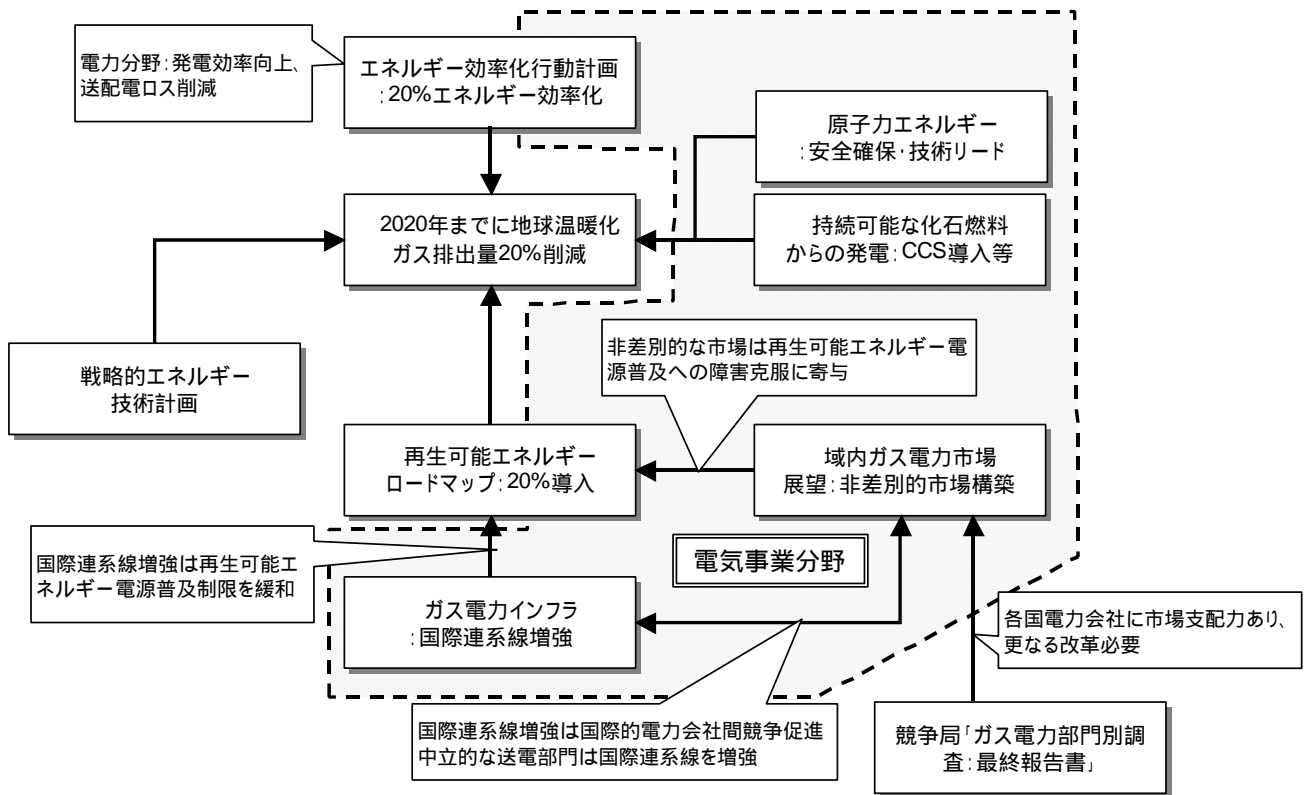 電力分野：発電効率向上、
送配電ロス削減
エネルギー効率化行動計画
：20%エネルギー効率化
原子力エネルギー
：安全確保・技術リード
2020年までに地球温暖化
ガス排出量20%削減
持続可能な化石燃料
からの発電：CCS導入等
非差別的な市場は再生可能エネルギー電
源普及への障害克服に寄与
戦略的エネルギー
技術計画
再生可能エネルギー
ロードマップ：20%導入
域内ガス電力市場
展望：非差別的市場構築
国際連系線増強は再生可能エ
ネルギー電源普及制限を緩和
電気事業分野
ガス電力インフラ
：国際連系線増強
各国電力会社に市場支配力あり、
更なる改革必要
国際連系線増強は国際的電力会社間競争促進
中立的な送電部門は国際連系線を増強
競争局「ガス電力部門別調
査：最終報告書」